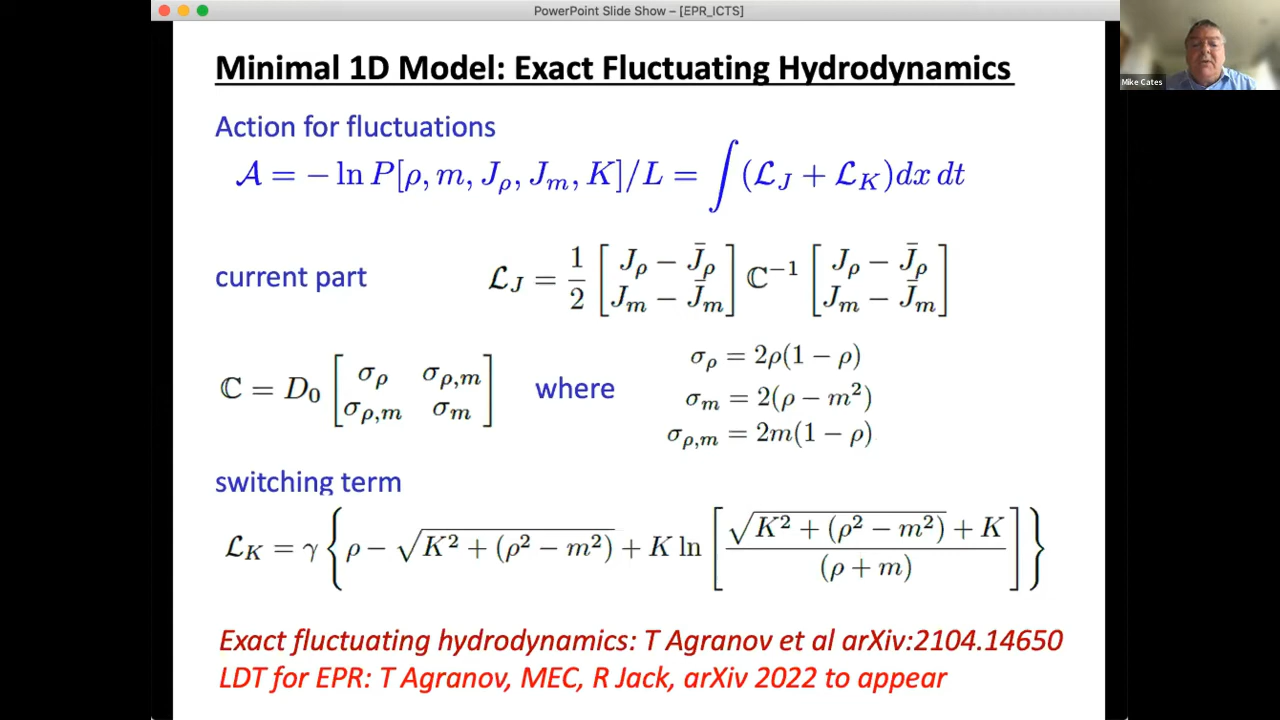 PowerPoint Slide Show – [EPR_ICTS]
Mike Cates
Minimal 1D Model: Exact Fluctuating Hydrodynamics
Action for fluctuations
𝒜 = − ln P[ρ, m, J_ρ, J_m, K]/L = ∫ (ℒ_J + ℒ_K) dx dt
current part ℒ_J = 1/2 [J_ρ − J̄_ρ; J_m − J̄_m] ℂ⁻¹ [J_ρ − J̄_ρ; J_m − J̄_m]
ℂ = D₀ [σ_ρ σ_ρ,m; σ_ρ,m σ_m] where
σ_ρ = 2ρ(1 − ρ)
σ_m = 2(ρ − m²)
σ_ρ,m = 2m(1 − ρ)
switching term
ℒ_K = γ {ρ − √(K² + (ρ² − m²)) + K ln [(√(K² + (ρ² − m²)) + K) / (ρ + m)]}
Exact fluctuating hydrodynamics: T Agranov et al arXiv:2104.14650
LDT for EPR: T Agranov, MEC, R Jack, arXiv 2022 to appear